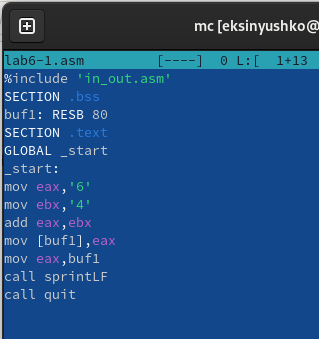 mc [eksinyushko@
lab6-1.asm [----] 0 L:[ 1+13
%include 'in_out.asm'
SECTION .bss
buf1: RESB 80
SECTION .text
GLOBAL _start
_start:
mov eax,'6'
mov ebx,'4'
add eax,ebx
mov [buf1],eax
mov eax,buf1
call sprintLF
call quit